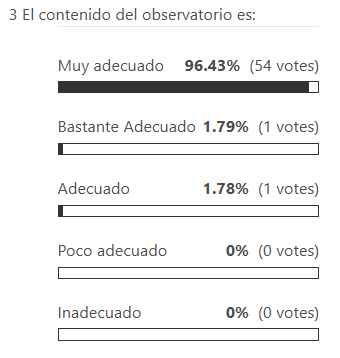 3 El contenido del observatorio es:
Muy adecuado 96.43% (54 votes)
Bastante Adecuado 1.79% (1 votes)
Adecuado 1.78% (1 votes)
Poco adecuado 0% (0 votes)
Inadecuado 0% (0 votes)